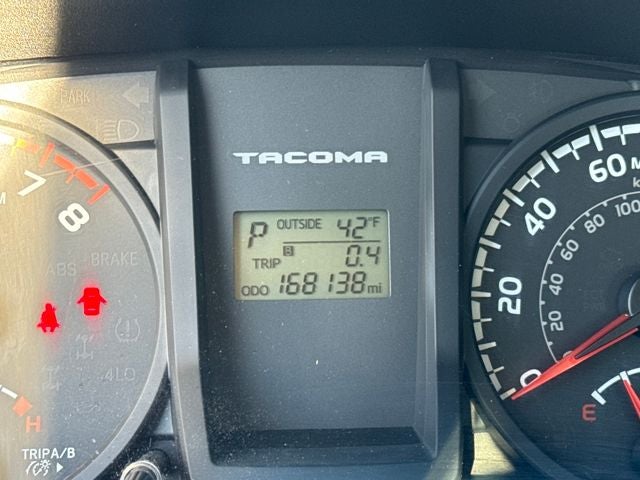 PARK
TACOMA
P OUTSIDE 42°F
TRIP B 0.4
ODO 168138 mi
7
8
ABS
BRAKE
4LO
H
TRIP A/B
60
40
20
0
100
80
60
40
20
E